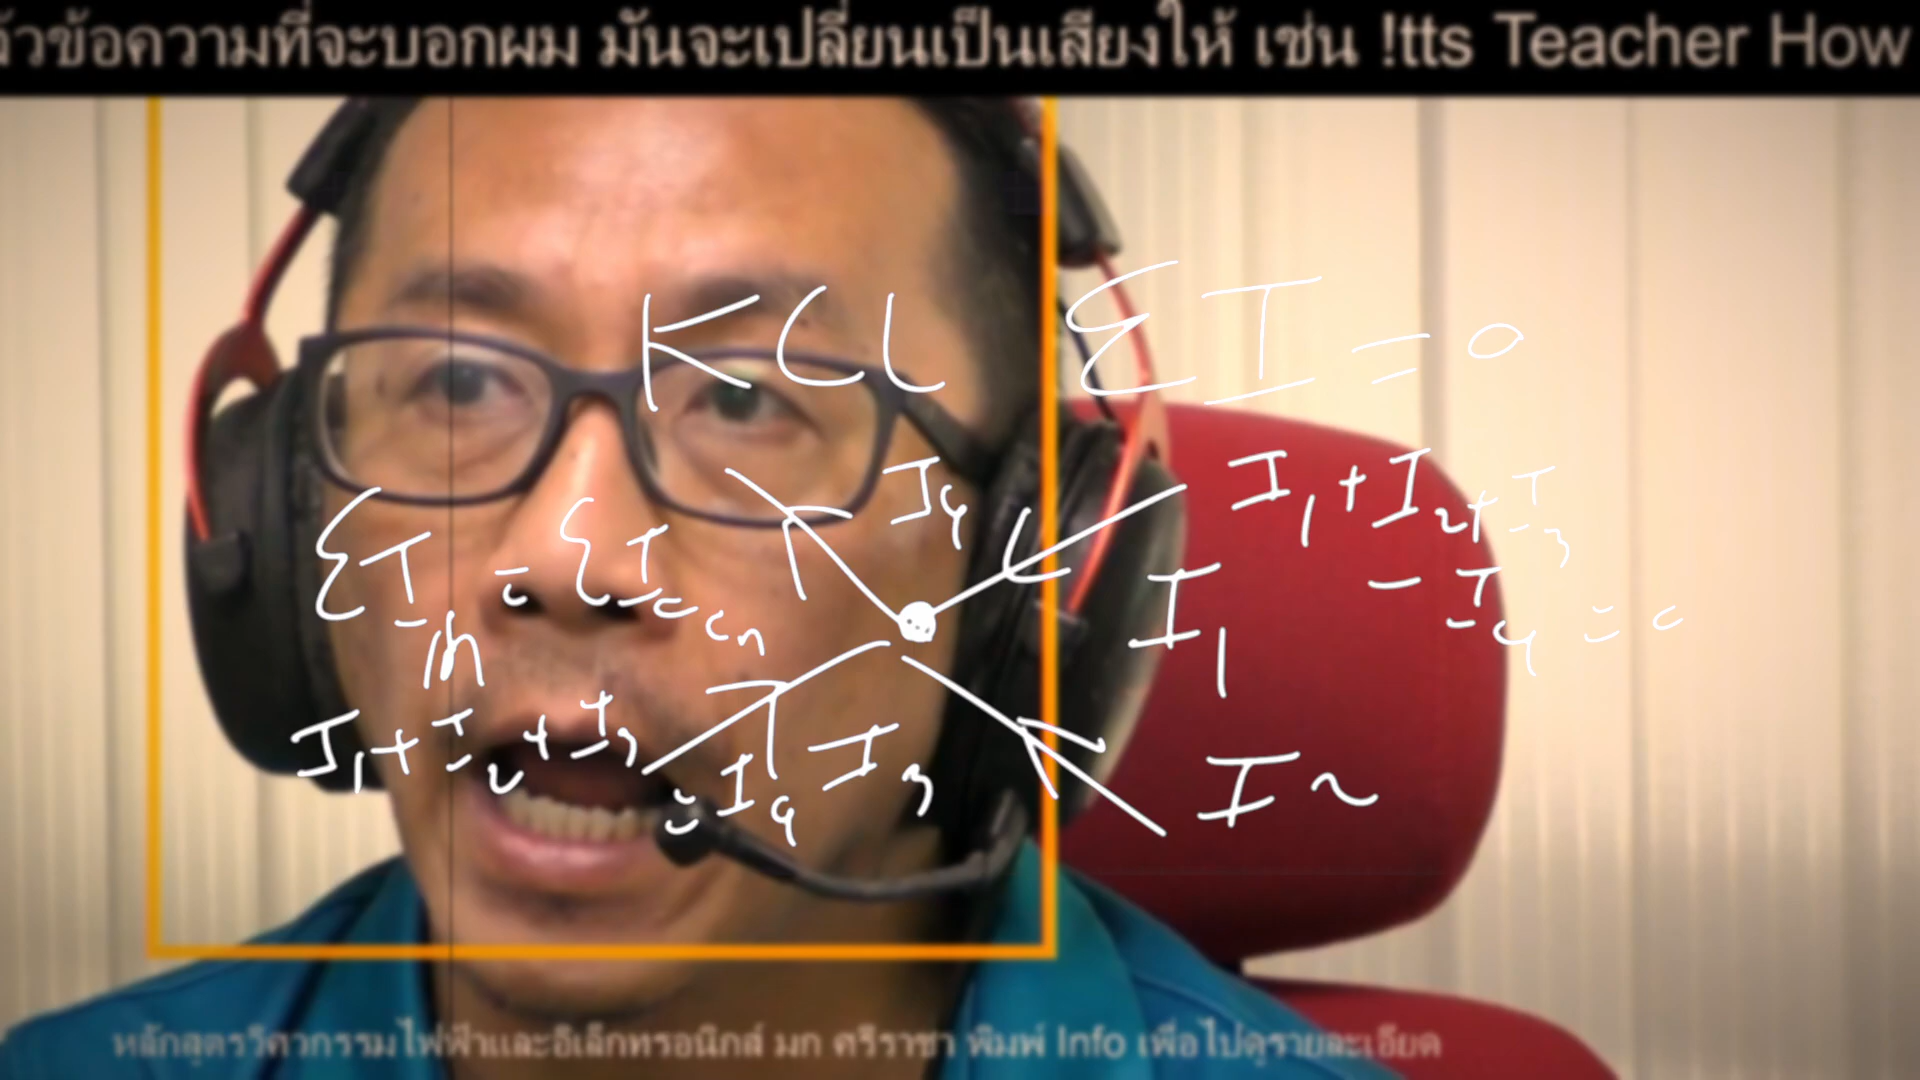 ข้อความที่จะบอกผม มันจะเปลี่ยนเป็นเสียงให้ เช่น !tts Teacher How
KCL ΣI = 0
I₁ + I₂ + I₃
- I₄ = 0
ΣI in = ΣI
I₄
I₁
I₁ + I₂ + I₃ = I₄
I₃
I₂
หลักสูตรวิศวกรรมไฟฟ้าและอิเล็กทรอนิกส์ มก ศรีราชา พิมพ์ Info เพื่อไปดูรายละเอียด